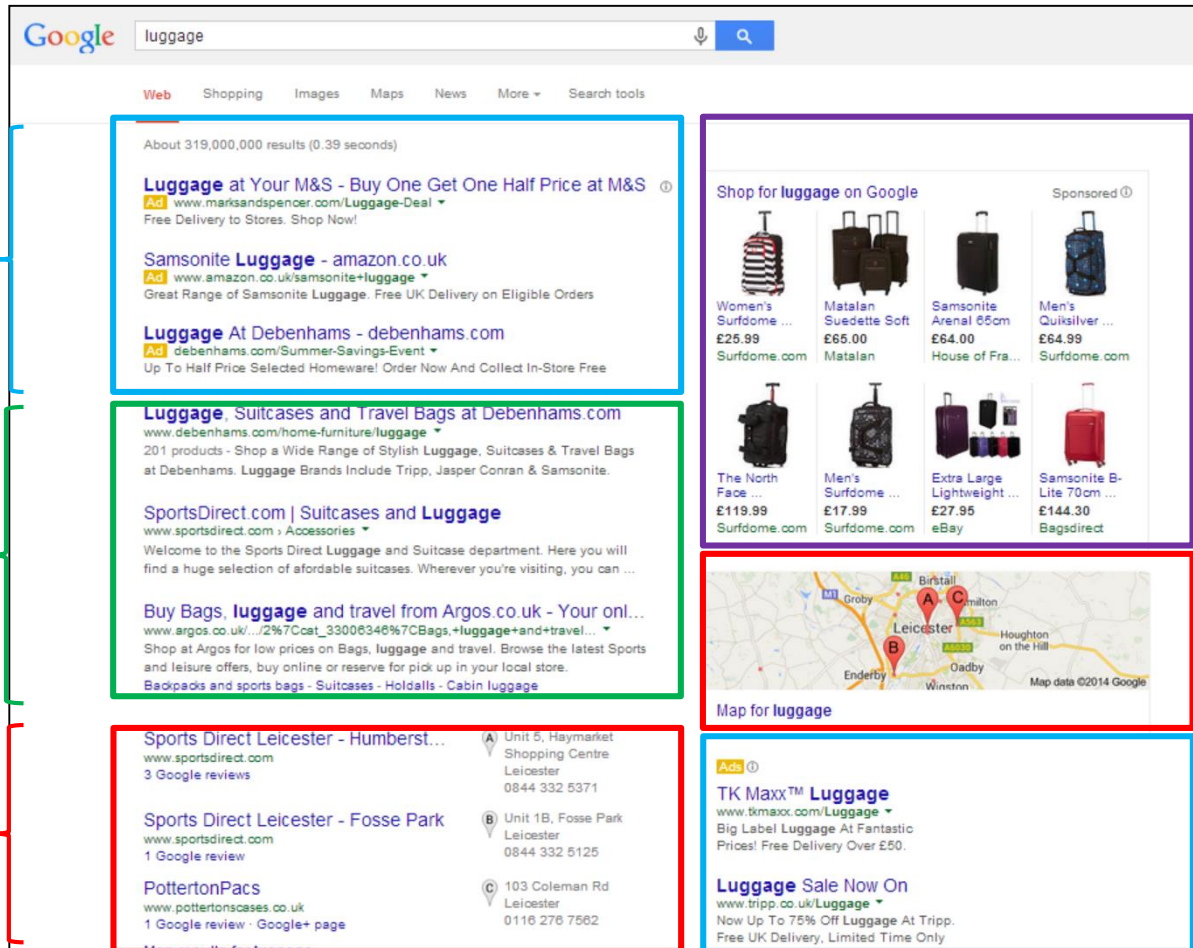 Google
luggage
Web Shopping Images Maps News More Search tools
About 319,000,000 results (0.39 seconds)
Luggage at Your M&S - Buy One Get One Half Price at M&S
Ad www.marksandspencer.com/Luggage-Deal
Free Delivery to Stores. Shop Now!
Samsonite Luggage - amazon.co.uk
Ad www.amazon.co.uk/samsonite+luggage
Great Range of Samsonite Luggage. Free UK Delivery on Eligible Orders
Luggage At Debenhams - debenhams.com
Ad debenhams.com/Summer-Savings-Event
Up To Half Price Selected Homeware! Order Now And Collect In-Store Free
Luggage, Suitcases and Travel Bags at Debenhams.com
www.debenhams.com/home-furniture/luggage
201 products - Shop a Wide Range of Stylish Luggage, Suitcases & Travel Bags
at Debenhams. Luggage Brands Include Tripp, Jasper Conran & Samsonite.
SportsDirect.com | Suitcases and Luggage
www.sportsdirect.com › Accessories
Welcome to the Sports Direct Luggage and Suitcase department. Here you will
find a huge selection of afordable suitcases. Wherever you're visiting, you can ...
Buy Bags, luggage and travel from Argos.co.uk - Your onl...
www.argos.co.uk/.../2%7Ccat_33006346%7CBags,+luggage+and+travel...
Shop at Argos for low prices on Bags, luggage and travel. Browse the latest Sports
and leisure offers, buy online or reserve for pick up in your local store.
Backpacks and sports bags - Suitcases - Holdalls - Cabin luggage
Sports Direct Leicester - Humberst...
www.sportsdirect.com
3 Google reviews
A Unit 5, Haymarket
Shopping Centre
Leicester
0844 332 5371
Sports Direct Leicester - Fosse Park
www.sportsdirect.com
1 Google review
B Unit 1B, Fosse Park
Leicester
0844 332 5125
PottertonPacs
www.pottertonscases.co.uk
1 Google review · Google+ page
C 103 Coleman Rd
Leicester
0116 276 7562
Shop for luggage on Google Sponsored
Women's
Surfdome ...
£25.99
Surfdome.com
Matalan
Suedette Soft
£65.00
Matalan
Samsonite
Arenal 65cm
£64.00
House of Fra...
Men's
Quiksilver ...
£64.99
Surfdome.com
The North
Face ...
£119.99
Surfdome.com
Men's
Surfdome ...
£17.99
Surfdome.com
Extra Large
Lightweight ...
£27.95
eBay
Samsonite B-
Lite 70cm ...
£144.30
Bagsdirect
A46
Birstall
M1
Groby
A
C
milton
Leicester
A563
Houghton
on the Hill
B
A6030
Oadby
Enderby
Winston
Map data ©2014 Google
Map for luggage
Ads
TK Maxx™ Luggage
www.tkmaxx.com/Luggage
Big Label Luggage At Fantastic
Prices! Free Delivery Over £50.
Luggage Sale Now On
www.tripp.co.uk/Luggage
Now Up To 75% Off Luggage At Tripp.
Free UK Delivery, Limited Time Only